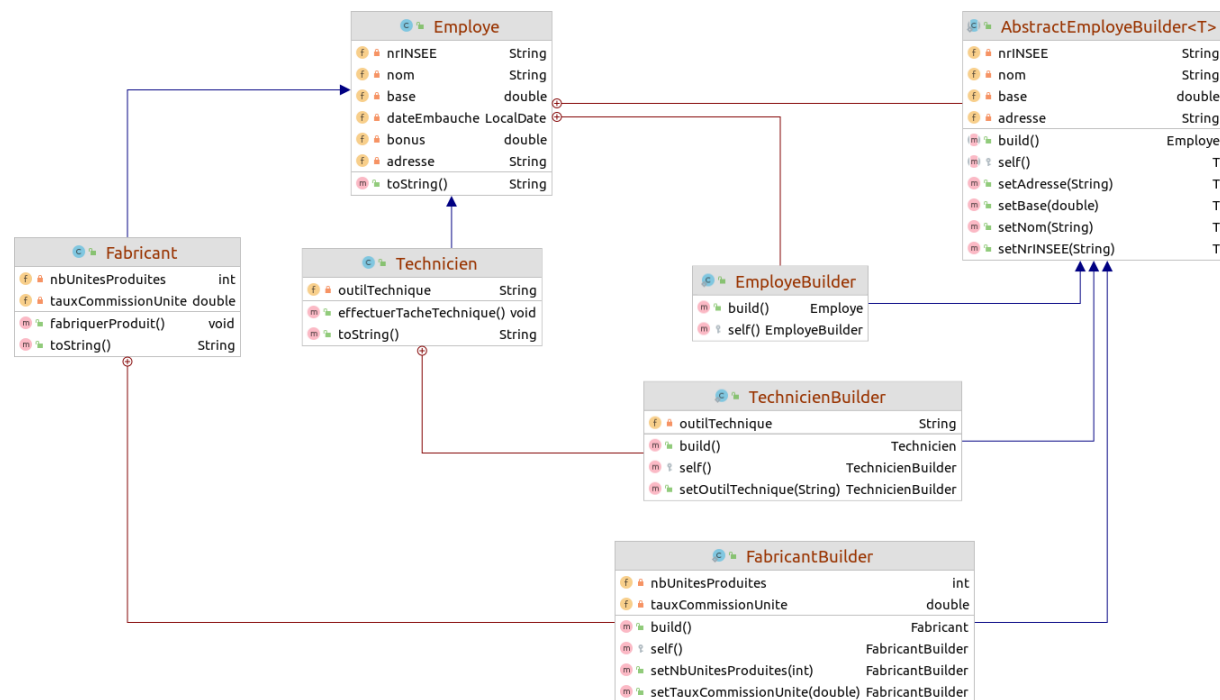 Employe
nrINSEE String
nom String
base double
dateEmbauche LocalDate
bonus double
adresse String
toString() String
AbstractEmployeBuilder<T>
nrINSEE String
nom String
base double
adresse String
build() Employe
self() T
setAdresse(String) T
setBase(double) T
setNom(String) T
setNrINSEE(String) T
Fabricant
nbUnitesProduites int
tauxCommissionUnite double
fabriquerProduit() void
toString() String
Technicien
outilTechnique String
effectuerTacheTechnique() void
toString() String
EmployeBuilder
build() Employe
self() EmployeBuilder
TechnicienBuilder
outilTechnique String
build() Technicien
self() TechnicienBuilder
setOutilTechnique(String) TechnicienBuilder
FabricantBuilder
nbUnitesProduites int
tauxCommissionUnite double
build() Fabricant
self() FabricantBuilder
setNbUnitesProduites(int) FabricantBuilder
setTauxCommissionUnite(double) FabricantBuilder